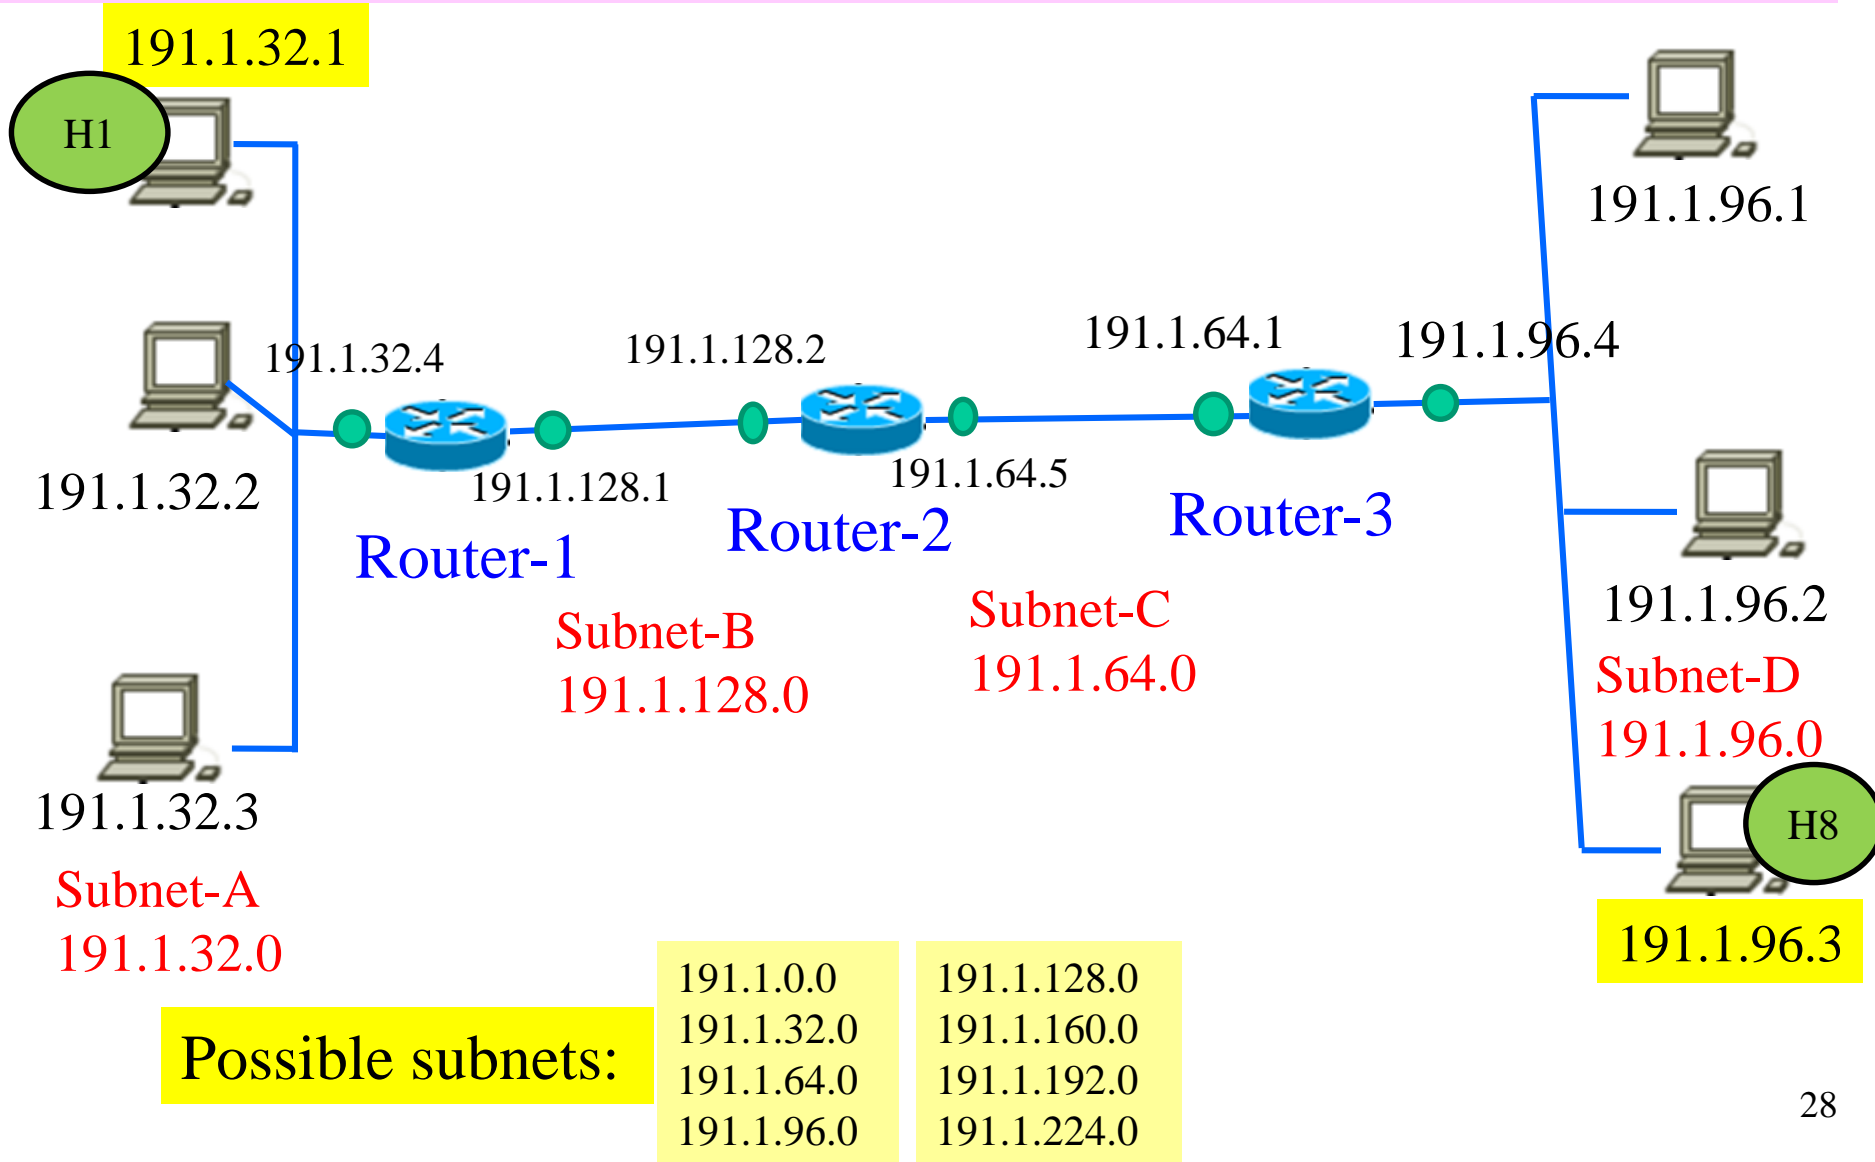 191.1.32.1
H1
191.1.96.1
191.1.32.4
191.1.128.2
191.1.64.1
191.1.96.4
191.1.32.2
191.1.128.1
191.1.64.5
Router-1
Router-2
Router-3
Subnet-B
191.1.128.0
Subnet-C
191.1.64.0
191.1.96.2
Subnet-D
191.1.96.0
191.1.32.3
H8
Subnet-A
191.1.32.0
191.1.96.3
Possible subnets:
191.1.0.0
191.1.32.0
191.1.64.0
191.1.96.0
191.1.128.0
191.1.160.0
191.1.192.0
191.1.224.0
28